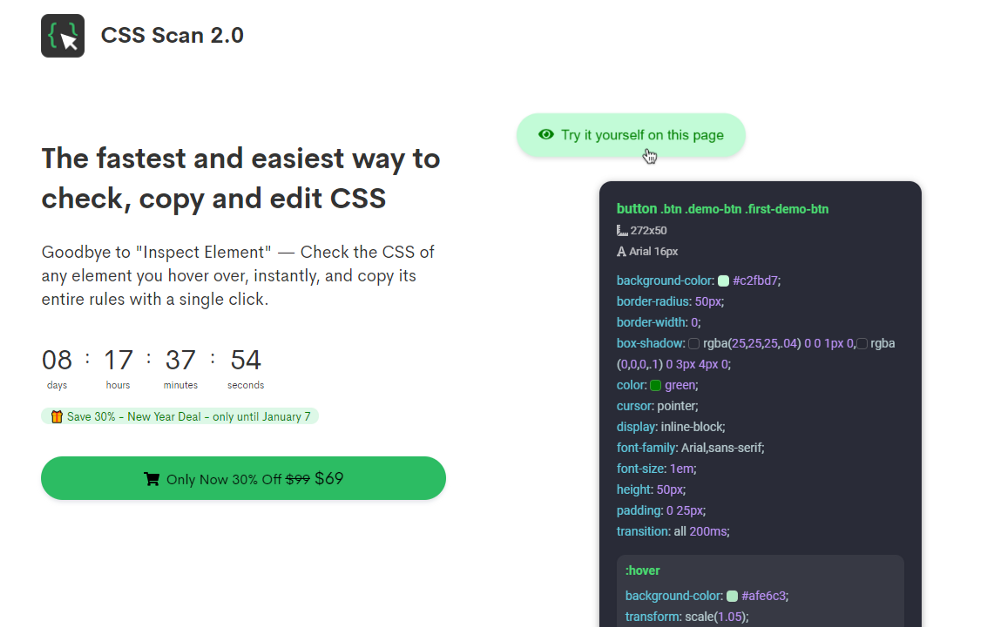 CSS Scan 2.0
The fastest and easiest way to
check, copy and edit CSS
Goodbye to "Inspect Element" — Check the CSS of
any element you hover over, instantly, and copy its
entire rules with a single click.
08 : 17 : 37 : 54
days hours minutes seconds
Save 30% - New Year Deal - only until January 7
Only Now 30% Off $99 $69
Try it yourself on this page
button .btn .demo-btn .first-demo-btn
272x50
Arial 16px
background-color: #c2fbd7;
border-radius: 50px;
border-width: 0;
box-shadow: rgba(25,25,25,.04) 0 0 1px 0, rgba
(0,0,0,.1) 0 3px 4px 0;
color: green;
cursor: pointer;
display: inline-block;
font-family: Arial,sans-serif;
font-size: 1em;
height: 50px;
padding: 0 25px;
transition: all 200ms;
:hover
background-color: #afe6c3;
transform: scale(1.05);